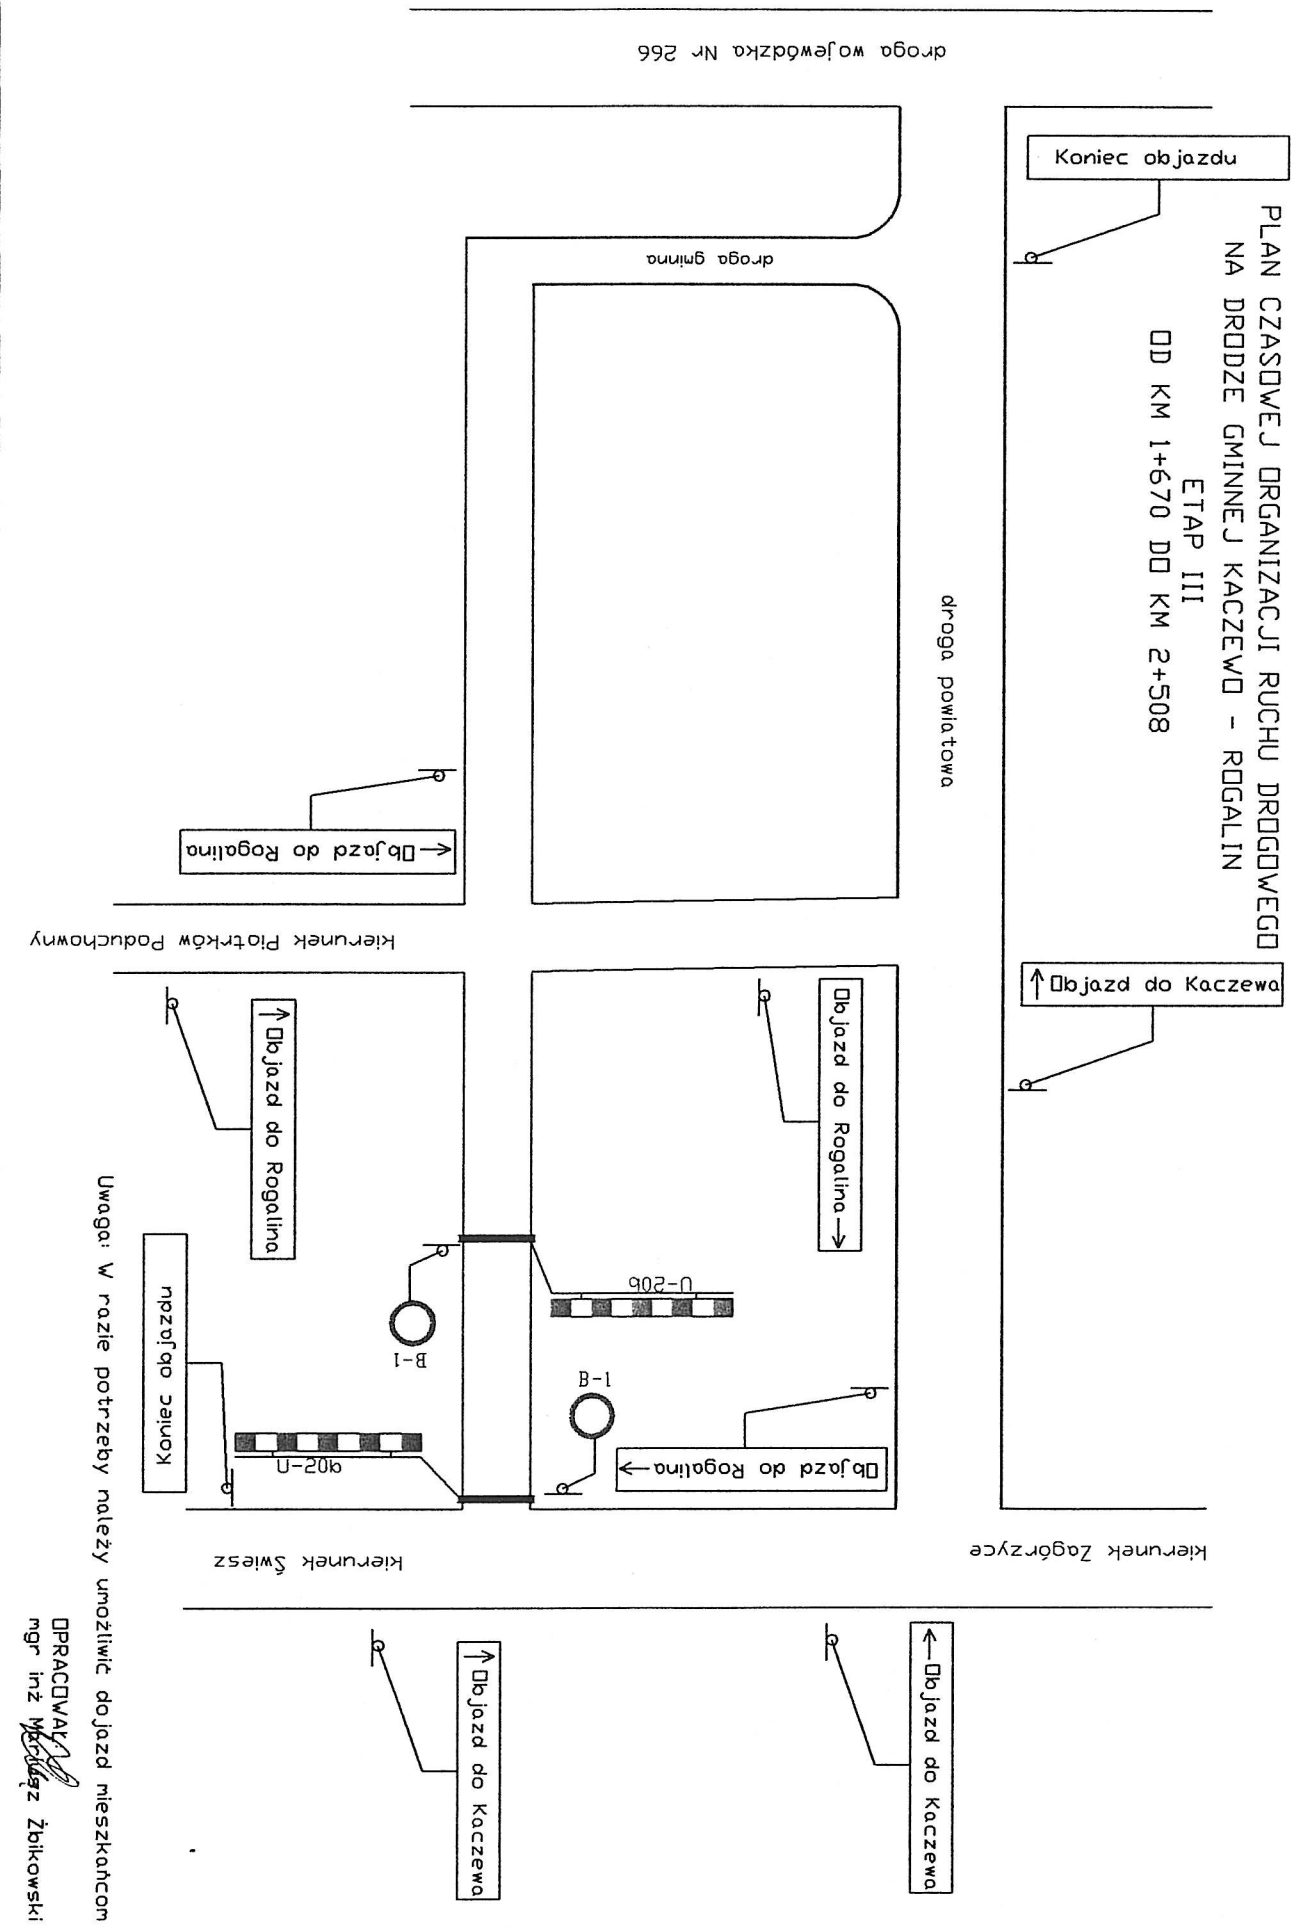 PLAN CZASOWEJ ORGANIZACJI RUCHU DROGOWEGO
NA DRODZE GMINNEJ KACZEWO - ROGALIN
ETAP III
OD KM 1+670 DO KM 2+508
droga wojewódzka Nr 266
Koniec objazdu
droga gminna
droga powiatowa
←Objazd do Rogalina
kierunek Piotrków Poduchowny
↑Objazd do Kaczewa
↑Objazd do Rogalina
Objazd do Rogalina→
U-20b
B-1
B-1
U-20b
Koniec objazdu
Objazd do Rogalina→
kierunek Świesz
kierunek Zagórzyce
↑Objazd do Kaczewa
←Objazd do Kaczewa
Uwaga: W razie potrzeby należy umożliwić dojazd mieszkańcom
OPRACOWAŁ:
mgr inż Mariusz Żbikowski